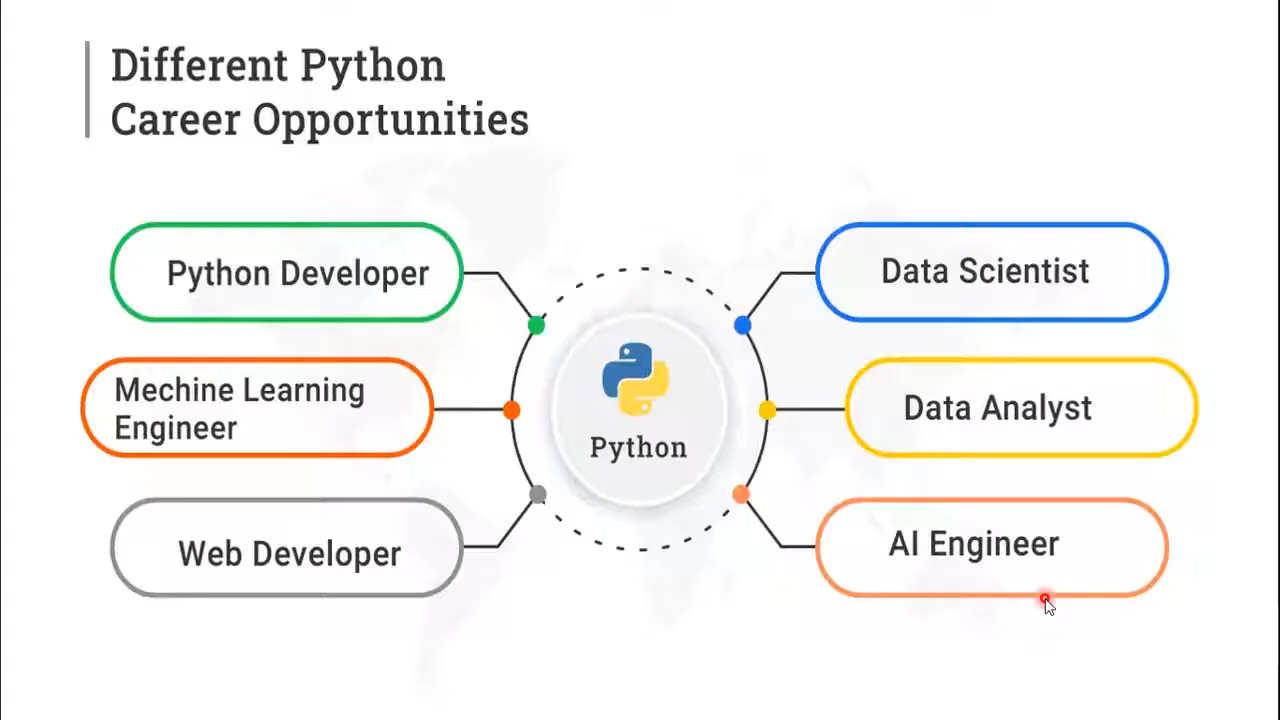 Different Python
Career Opportunities
Python Developer
Mechine Learning
Engineer
Web Developer
Python
Data Scientist
Data Analyst
AI Engineer